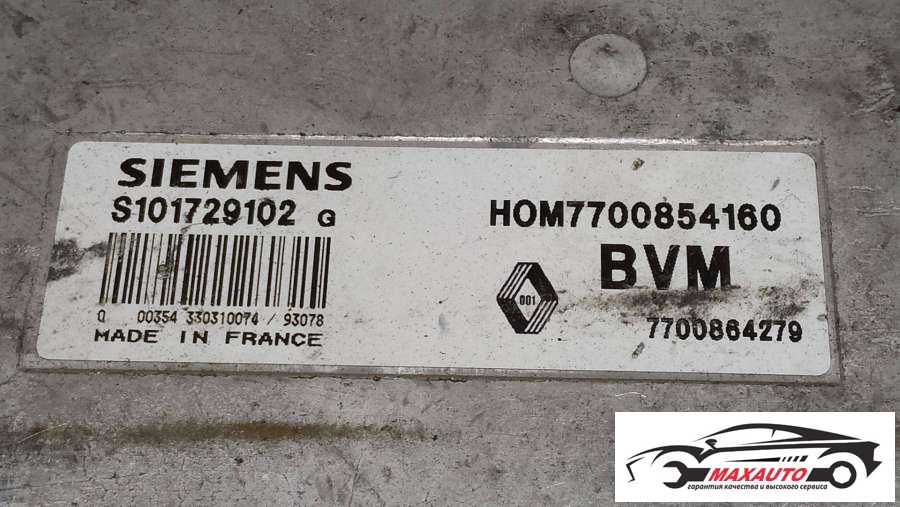 SIEMENS
S101729102 G
0 00354 330310074 / 93078
MADE IN FRANCE
HOM7700854160
BVM
001
7700864279
MAXAUTO
гарантия качества и высокого сервиса